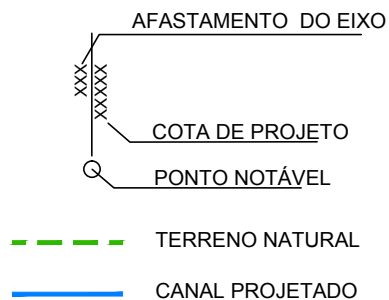 AFASTAMENTO DO EIXO
XXX
XXXXX
COTA DE PROJETO
PONTO NOTÁVEL
TERRENO NATURAL
CANAL PROJETADO